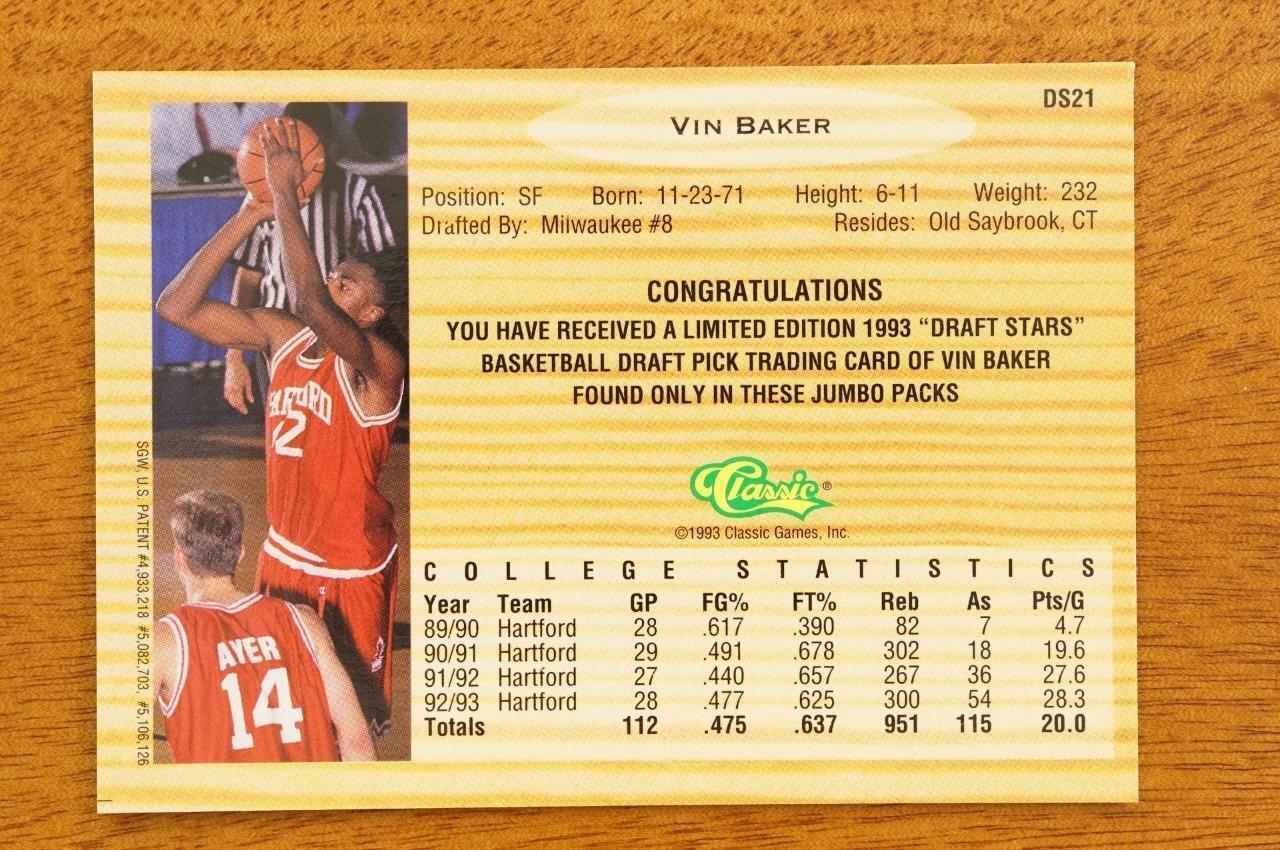 DS21
VIN BAKER
Position: SF Born: 11-23-71 Height: 6-11 Weight: 232
Drafted By: Milwaukee #8 Resides: Old Saybrook, CT
CONGRATULATIONS
YOU HAVE RECEIVED A LIMITED EDITION 1993 “DRAFT STARS”
BASKETBALL DRAFT PICK TRADING CARD OF VIN BAKER
FOUND ONLY IN THESE JUMBO PACKS
Classic®
©1993 Classic Games, Inc.
COLLEGE STATISTICS
Year Team GP FG% FT% Reb As Pts/G
89/90 Hartford 28 .617 .390 82 7 4.7
90/91 Hartford 29 .491 .678 302 18 19.6
91/92 Hartford 27 .440 .657 267 36 27.6
92/93 Hartford 28 .477 .625 300 54 28.3
Totals 112 .475 .637 951 115 20.0
SGW, U.S. PATENT #4,933,218 #5,082,703, #5,106,126
ARTFORD
42
AYER
14